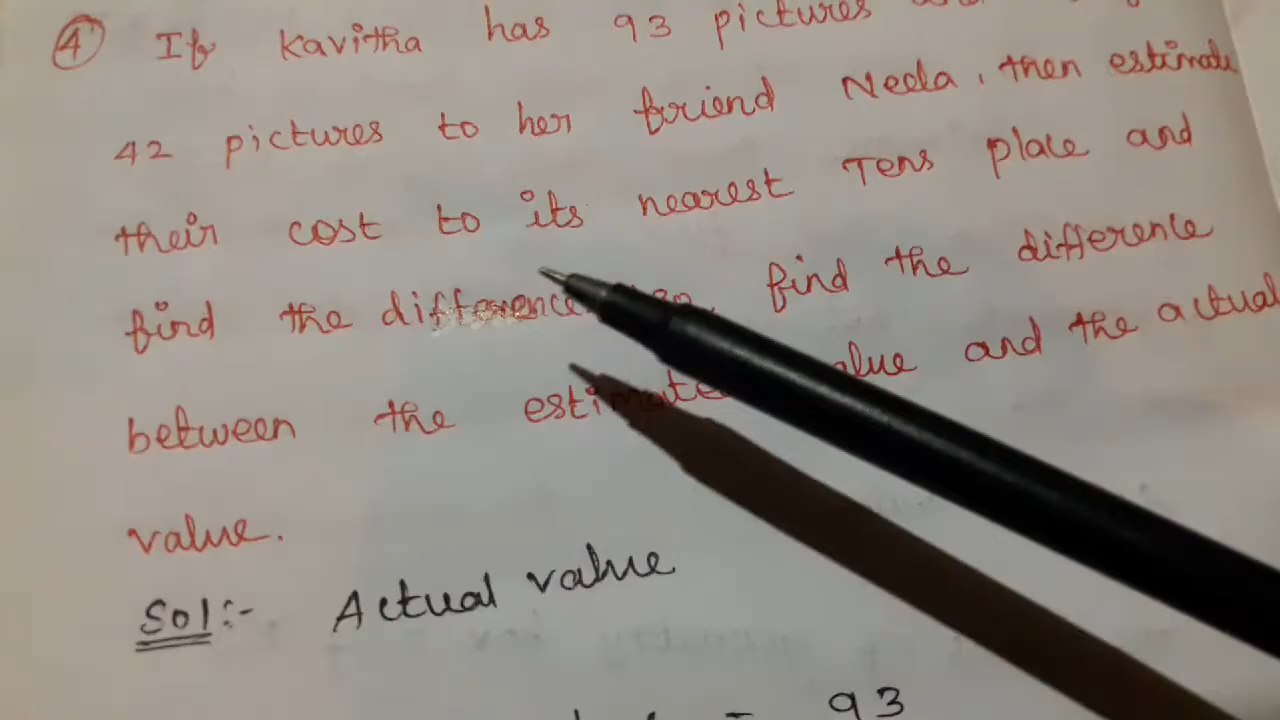 ④ If Kavitha has 93 pictures
42 pictures to her friend Neela, then estimate
their cost to its nearest Tens place and
find the difference find the difference
between the estimate value and the actual
value.
Sol:- Actual value
= 93